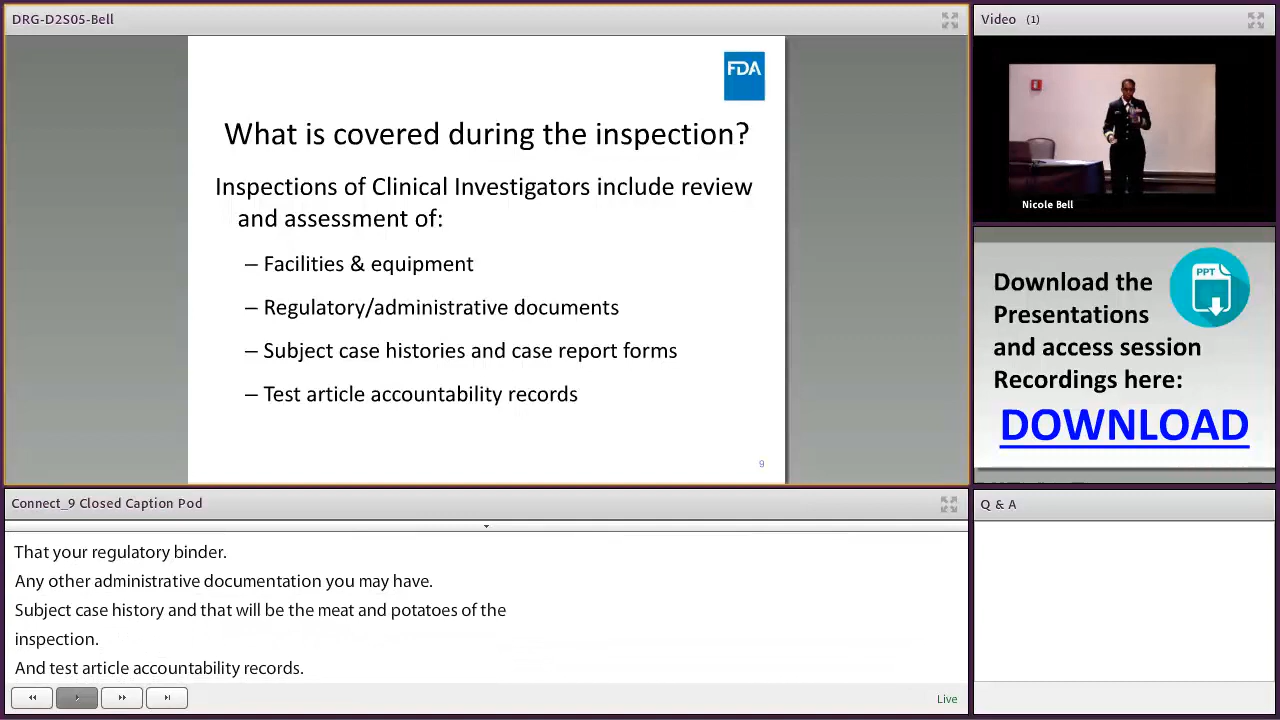 DRG-D2S05-Bell
FDA
What is covered during the inspection?
Inspections of Clinical Investigators include review
and assessment of:
– Facilities & equipment
– Regulatory/administrative documents
– Subject case histories and case report forms
– Test article accountability records
9
Video (1)
Nicole Bell
Download the
Presentations
and access session
Recordings here:
PPT
DOWNLOAD
Connect_9 Closed Caption Pod
That your regulatory binder.
Any other administrative documentation you may have.
Subject case history and that will be the meat and potatoes of the
inspection.
And test article accountability records.
Live
Q & A